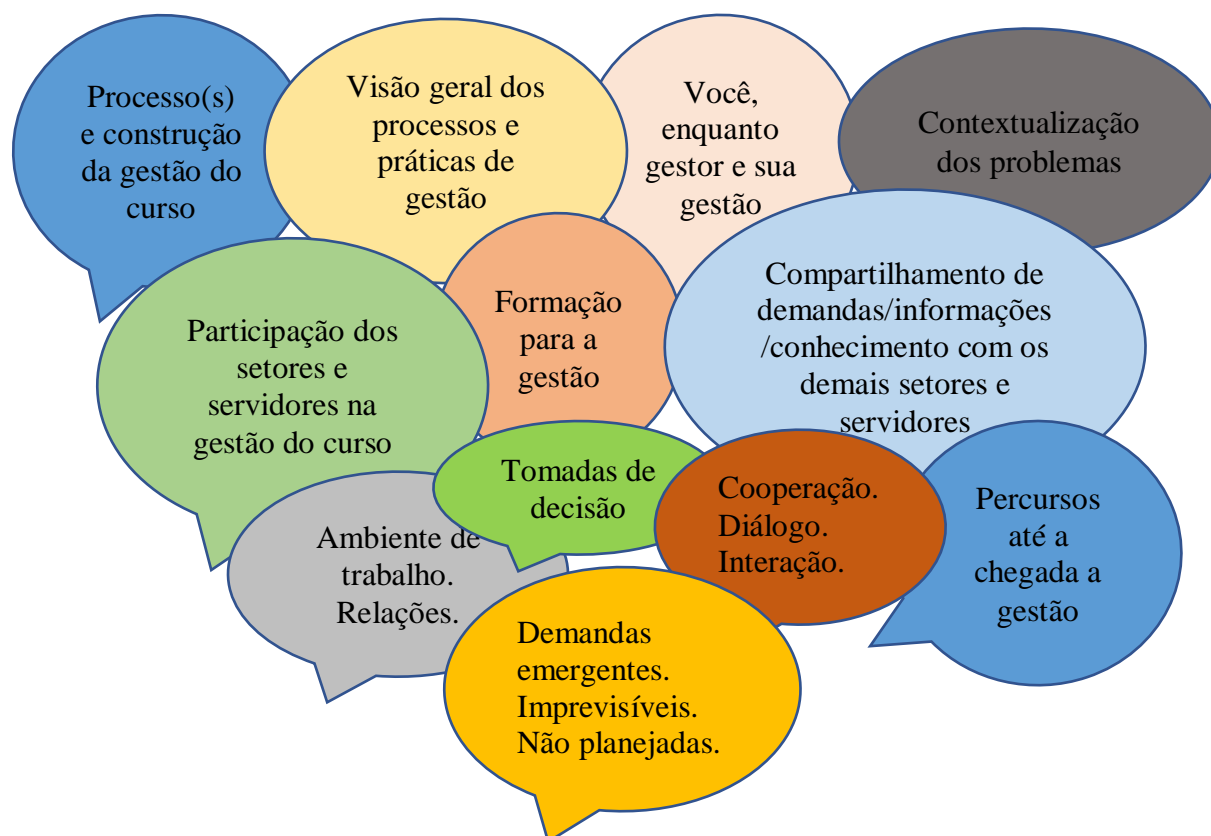 Processo(s)
e construção
da gestão do
curso
Visão geral dos
processos e
práticas de
gestão
Você,
enquanto
gestor e sua
gestão
Contextualização
dos problemas
Participação dos
setores e
servidores na
gestão do curso
Formação
para a
gestão
Compartilhamento de
demandas/informações
/conhecimento com os
demais setores e
servidores
Ambiente de
trabalho.
Relações.
Tomadas de
decisão
Cooperação.
Diálogo.
Interação.
Percursos
até a
chegada a
gestão
Demandas
emergentes.
Imprevisíveis.
Não planejadas.